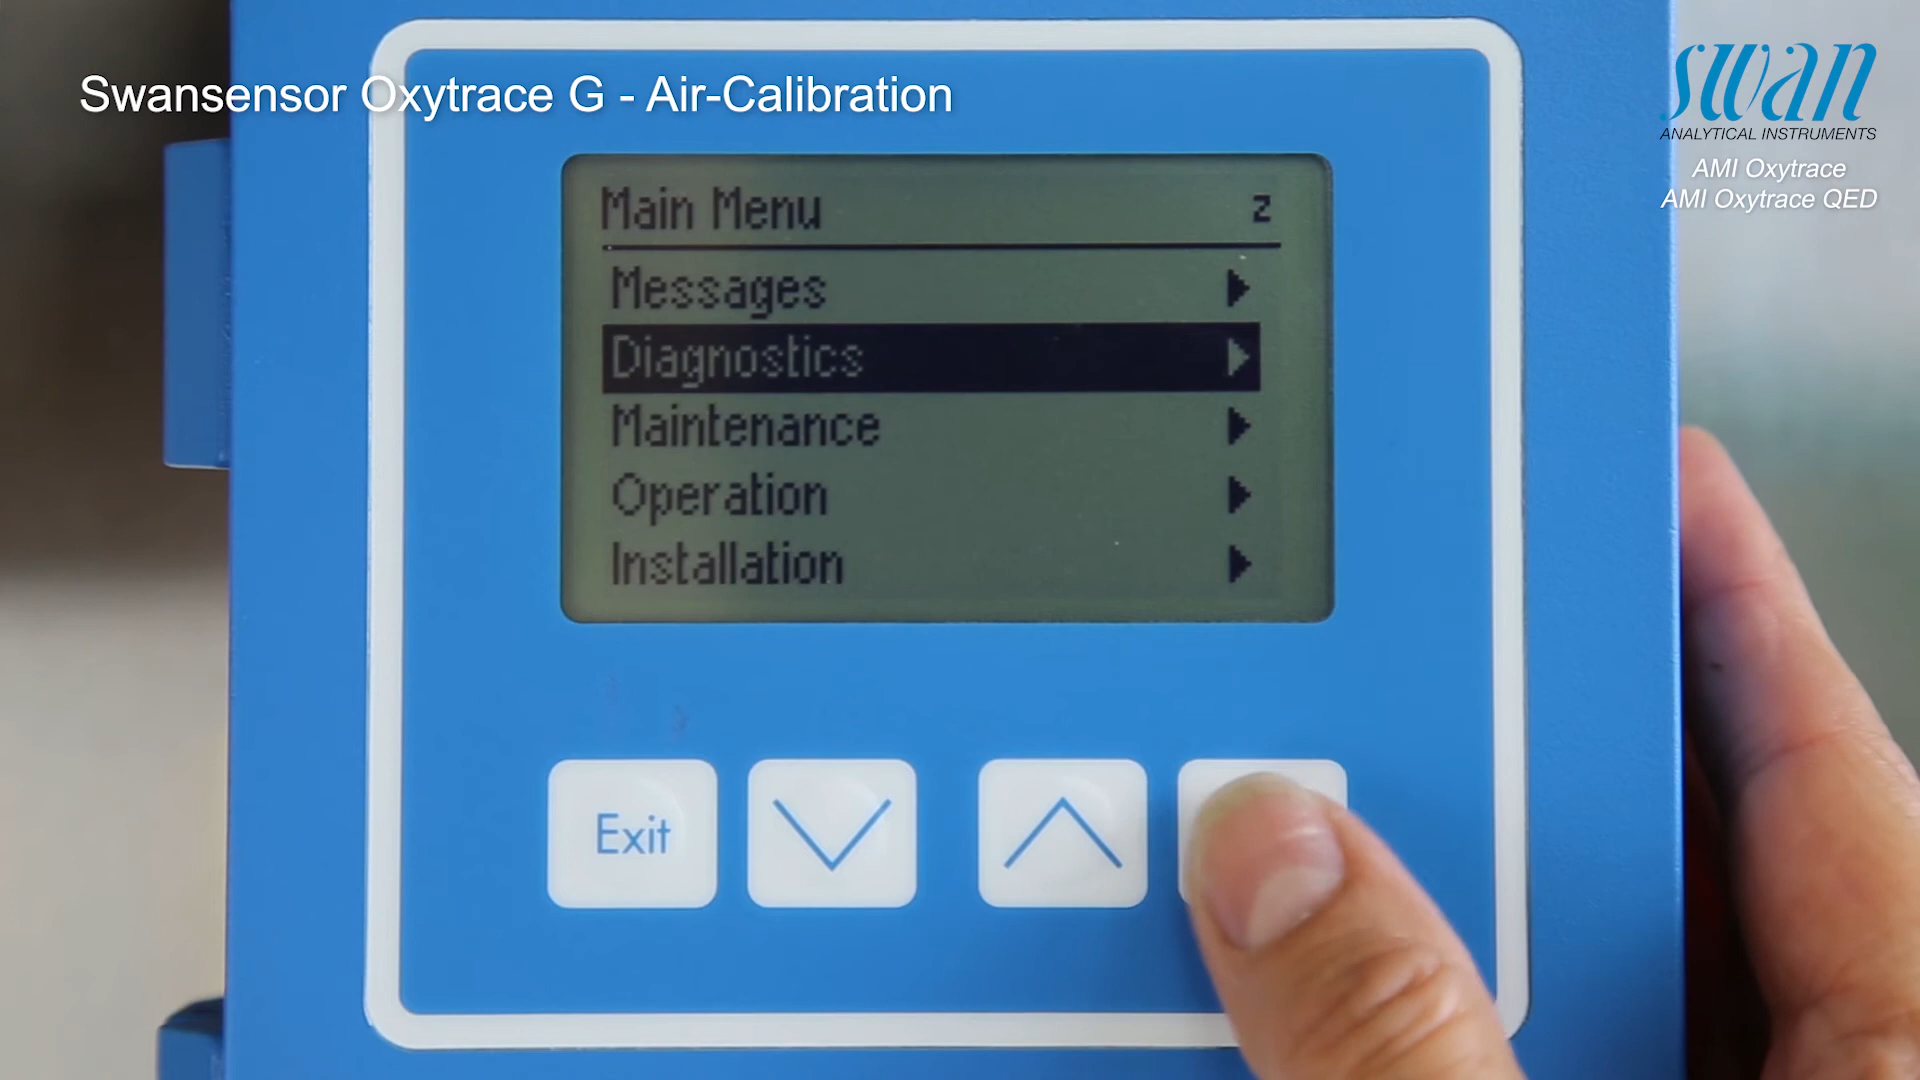 Swansensor Oxytrace G - Air-Calibration
swan
ANALYTICAL INSTRUMENTS
AMI Oxytrace
AMI Oxytrace QED
Main Menu z
Messages
Diagnostics
Maintenance
Operation
Installation
Exit